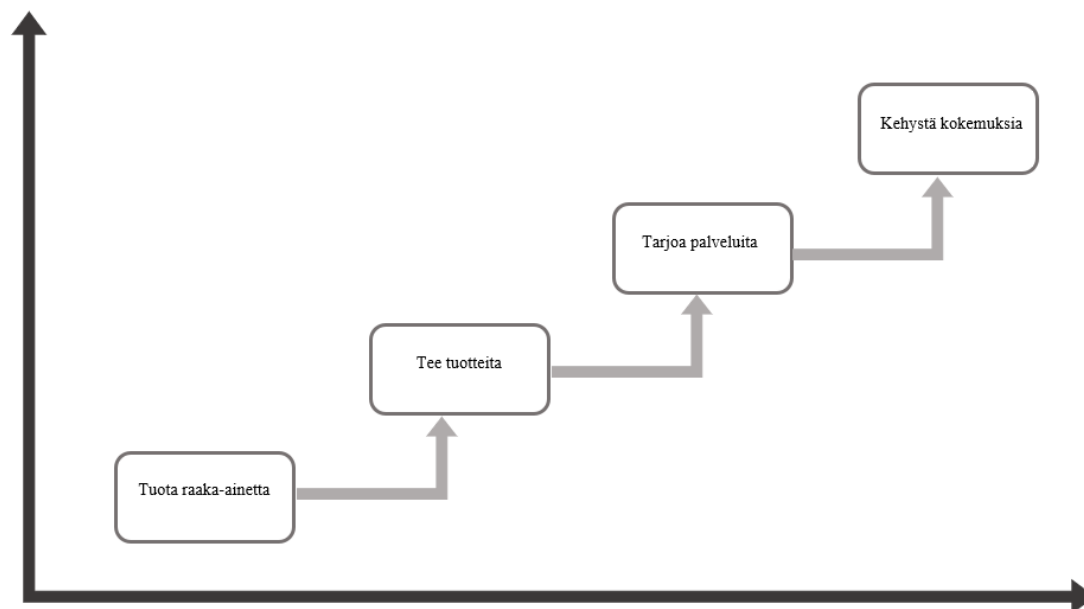 Kehystä kokemuksia
Tarjoa palveluita
Tee tuotteita
Tuota raaka-ainetta